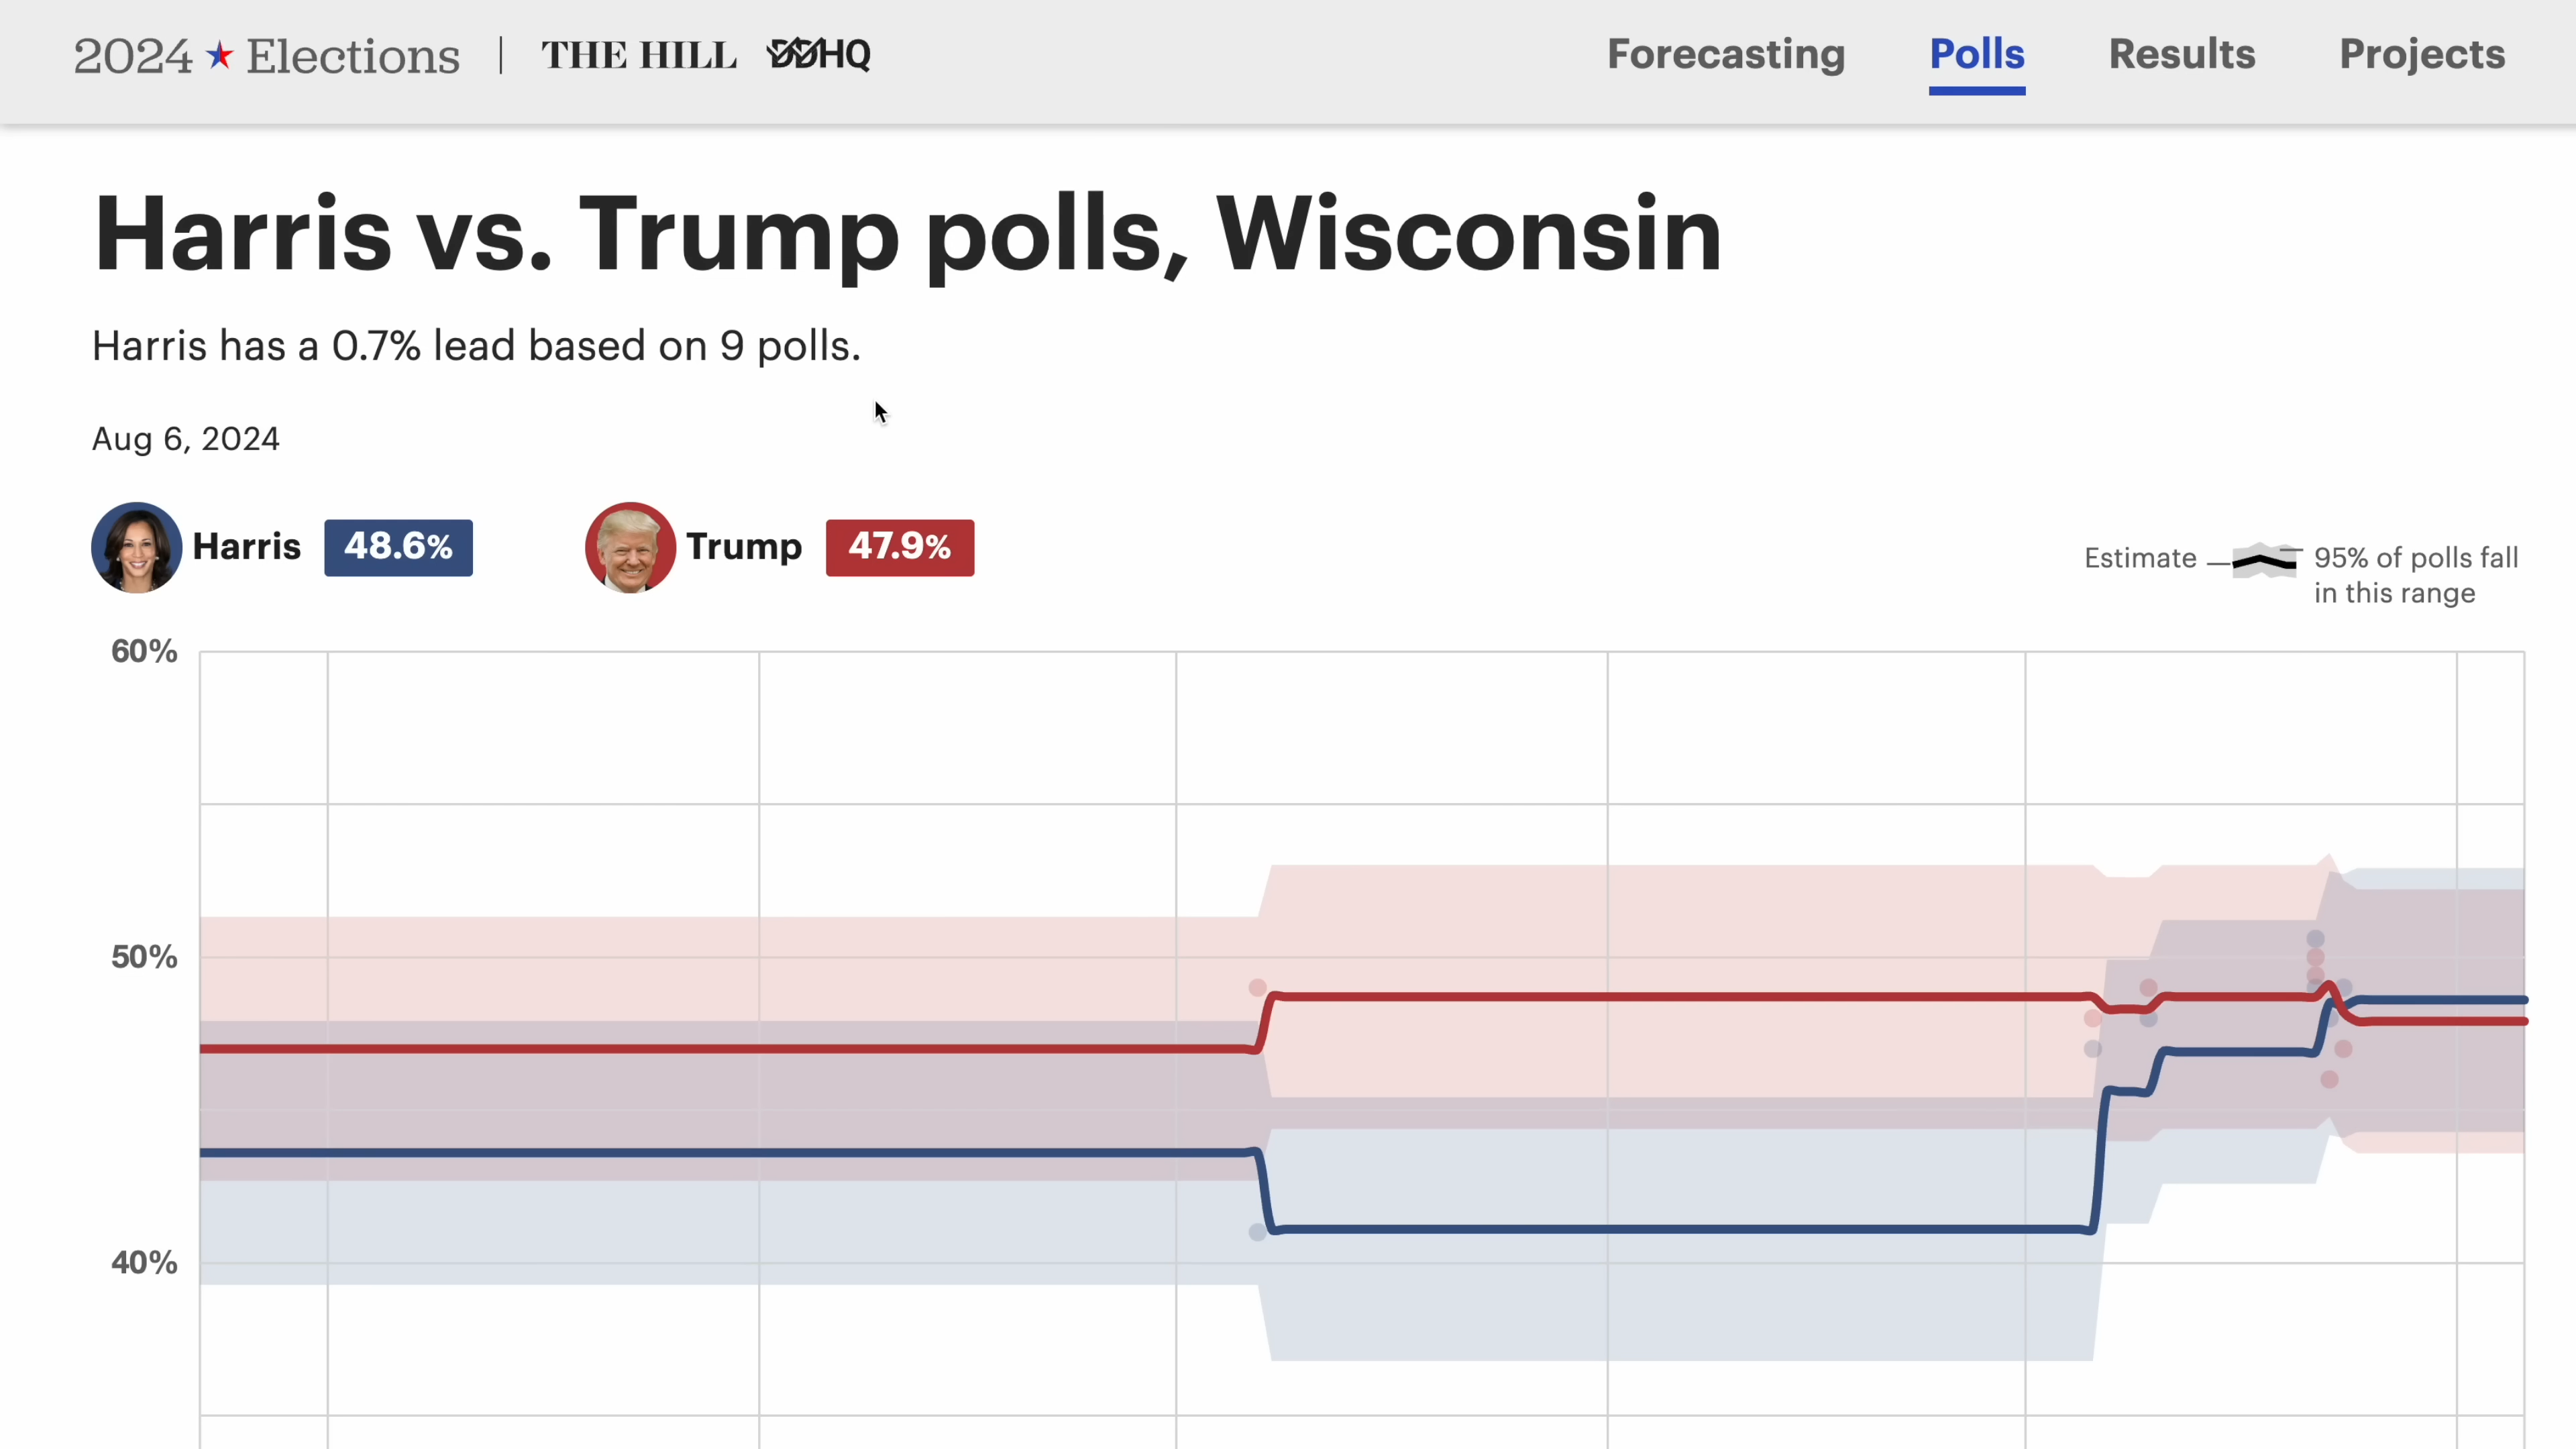 2024 Elections | THE HILL DDHQ
Forecasting Polls Results Projects
Harris vs. Trump polls, Wisconsin
Harris has a 0.7% lead based on 9 polls.
Aug 6, 2024
Harris 48.6% Trump 47.9%
Estimate
95% of polls fall
in this range
60%
50%
40%